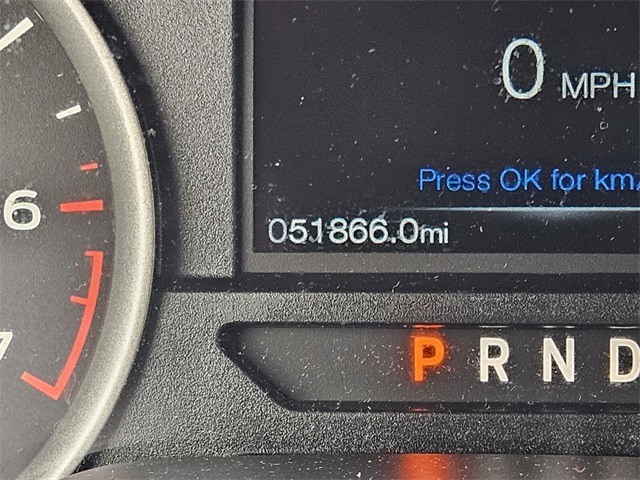 0 MPH
Press OK for km/
051866.0mi
6
7
P R N D